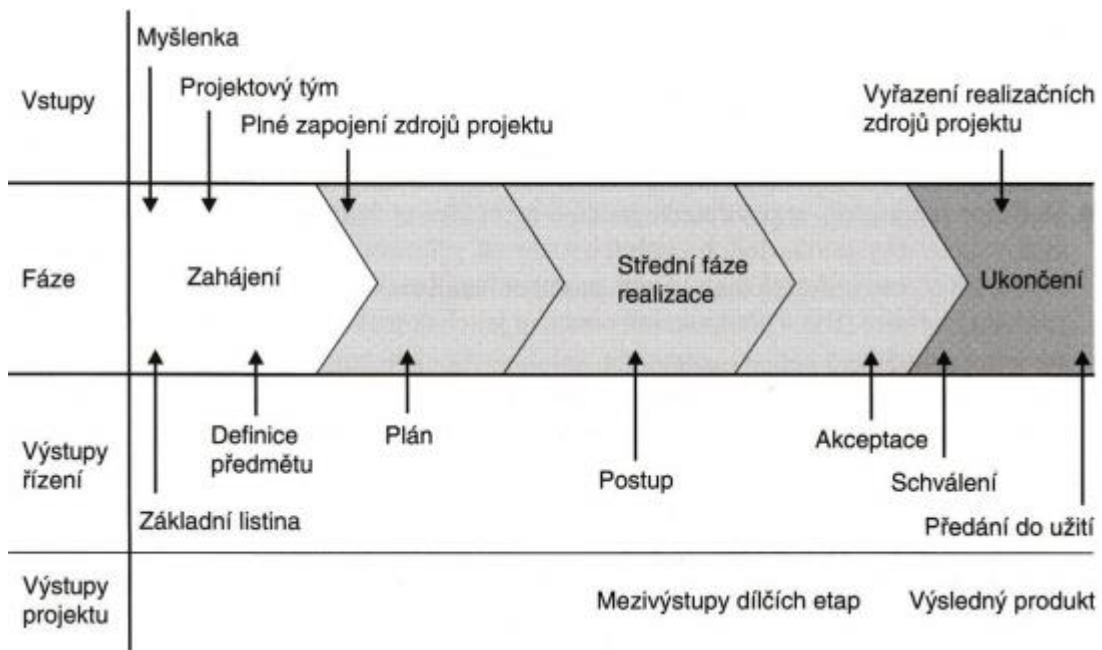 Myšlenka
Projektový tým
Plné zapojení zdrojů projektu
Vyřazení realizačních
zdrojů projektu
Vstupy
Fáze
Zahájení
Střední fáze
realizace
Ukončení
Výstupy
řízení
Definice
předmětu
Plán
Akceptace
Postup
Schválení
Základní listina
Předání do užití
Výstupy
projektu
Mezivýstupy dílčích etap
Výsledný produkt